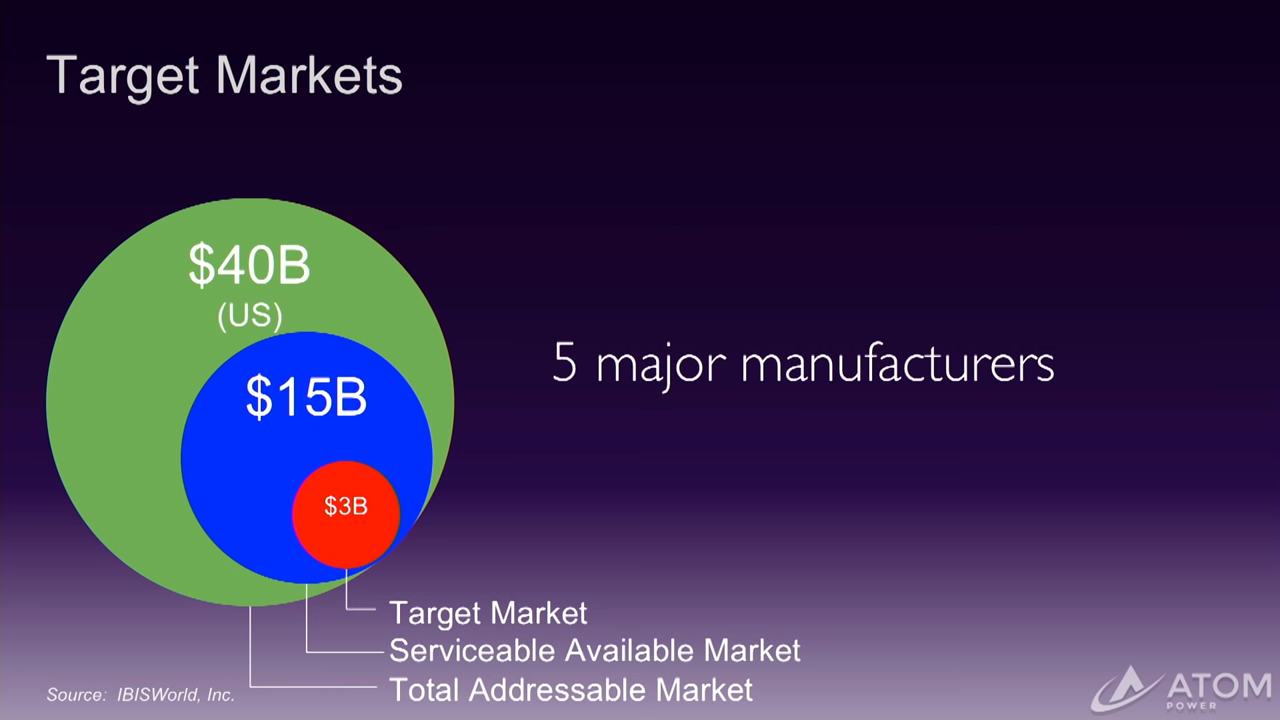 Target Markets
$40B
(US)
$15B
$3B
5 major manufacturers
Target Market
Serviceable Available Market
Total Addressable Market
Source: IBISWorld, Inc.
ATOM
POWER